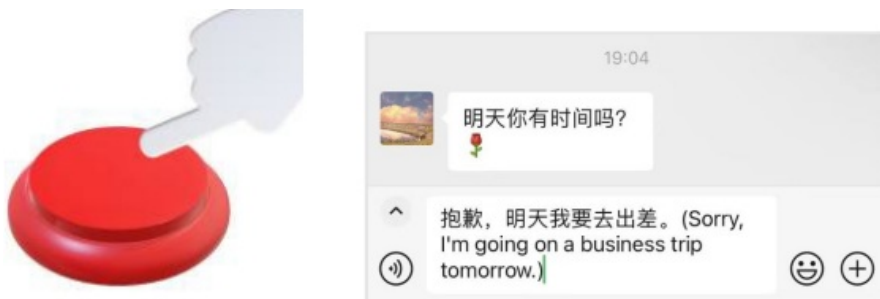 19:04
明天你有时间吗?
🌹
抱歉，明天我要去出差。(Sorry,
I'm going on a business trip
tomorrow.)